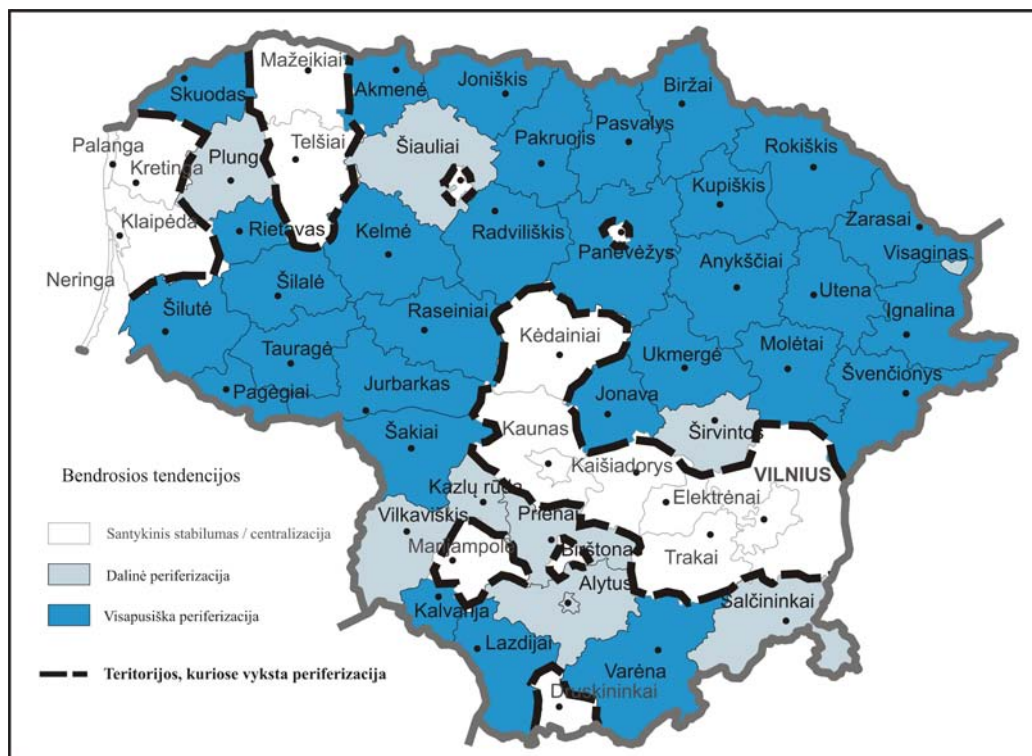 Mažeikiai
Skuodas
Akmenė
Joniškis
Biržai
Palanga
Kretinga
Plung
Telšiai
Šiauliai
Pakruojis
Pasvalys
Rokiškis
Klaipėda
Rietavas
Kelmė
Radviliškis
Kupiškis
Zarasai
Panevėžys
Visaginas
Neringa
Šilalė
Anykščiai
Utena
Šilutė
Raseiniai
Ignalina
Kėdainiai
Tauragė
Ukmergė
Molėtai
Pagėgiai
Jurbarkas
Jonava
Švenčionys
Šakiai
Kaunas
Širvintos
Kaišiadorys
VILNIUS
Kazlų rūda
Elektrėnai
Vilkaviškis
Prienai
Marijampolė
Birštonas
Trakai
Alytus
Kalvarija
Šalčininkai
Lazdijai
Varėna
Druskininkai
Bendrosios tendencijos
Santykinis stabilumas / centralizacija
Dalinė periferizacija
Visapusiška periferizacija
Teritorijos, kuriose vyksta periferizacija